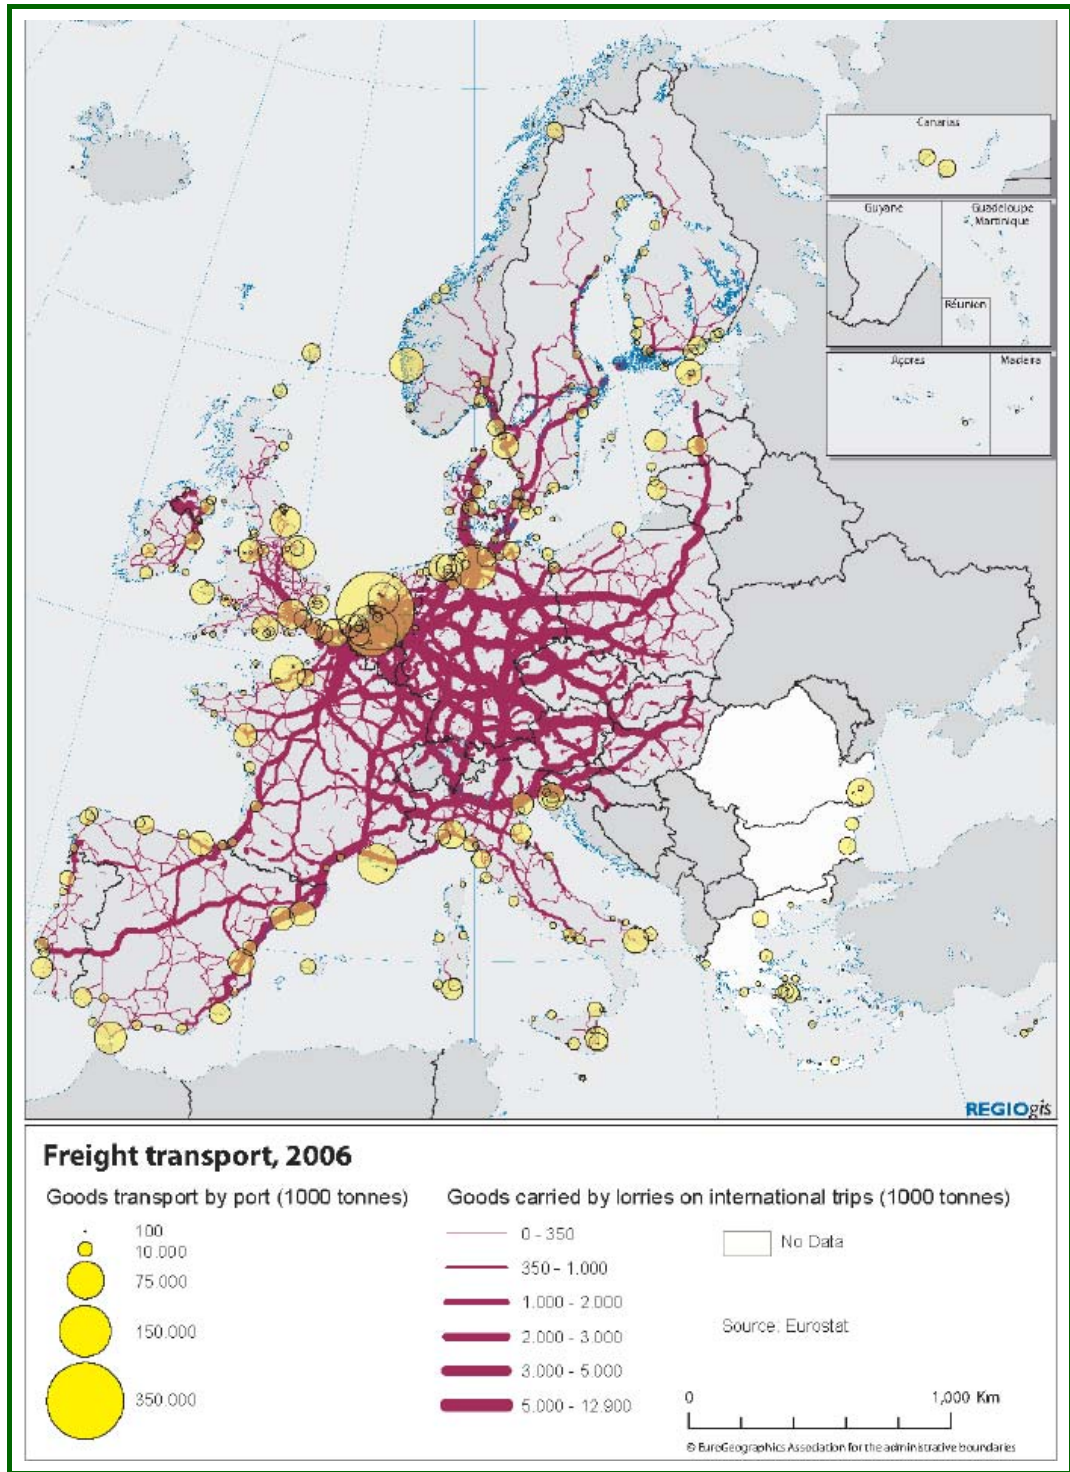 Canarias
Guyane
Guadeloupe
Martinique
Réunion
Açores
Madeira
REGIOgis
Freight transport, 2006
Goods transport by port (1000 tonnes)
100
10.000
75 000
150.000
350 000
Goods carried by lorries on international trips (1000 tonnes)
0 - 350
350 - 1.000
1.000 - 2.000
2.000 - 3.000
3.000 - 5.000
5.000 - 12.900
No Data
Source: Eurostat
0 1,000 Km
© EuroGeographics Association for the administrative boundaries